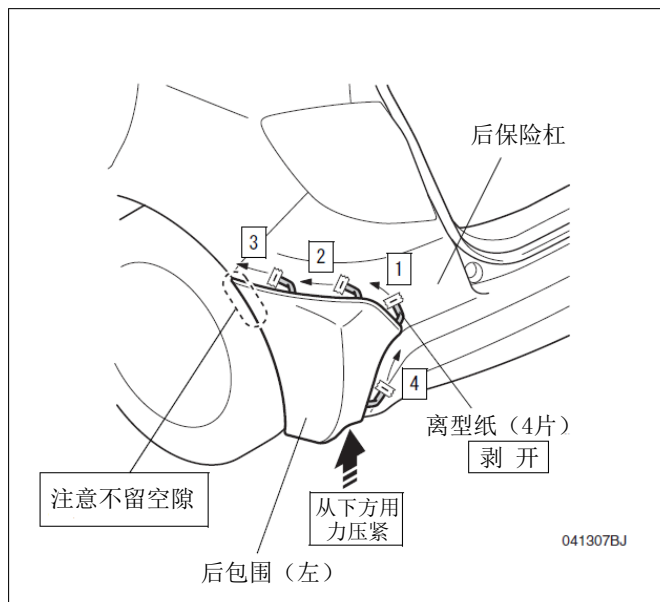 后保险杠
3
2
1
4
离型纸（4片）
剥 开
注意不留空隙
从下方用
力压紧
后包围（左）
041307BJ